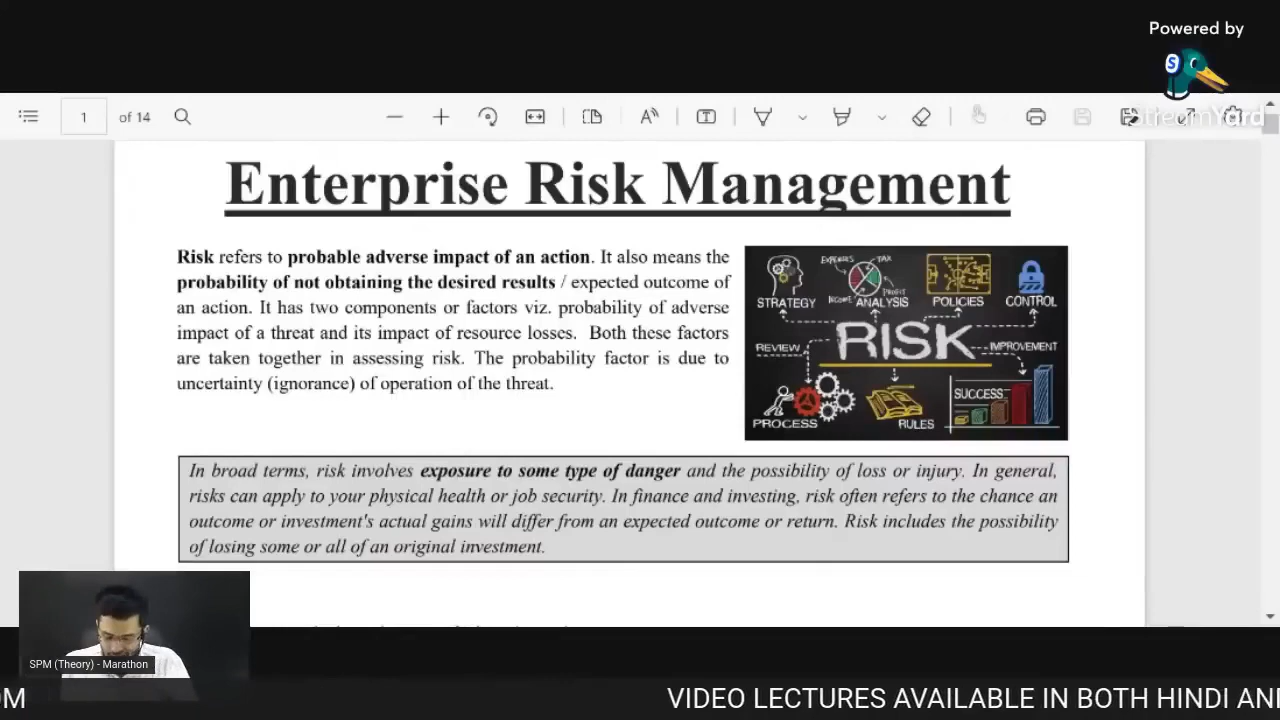 Powered by
S
1 of 14
StreamYard
Enterprise Risk Management
Risk refers to probable adverse impact of an action. It also means the
probability of not obtaining the desired results / expected outcome of
an action. It has two components or factors viz. probability of adverse
impact of a threat and its impact of resource losses. Both these factors
are taken together in assessing risk. The probability factor is due to
uncertainty (ignorance) of operation of the threat.
EXPENSES TAX
INCOME PROFIT
STRATEGY ANALYSIS POLICIES CONTROL
RISK
REVIEW IMPROVEMENT
SUCCESS
PROCESS RULES
In broad terms, risk involves exposure to some type of danger and the possibility of loss or injury. In general,
risks can apply to your physical health or job security. In finance and investing, risk often refers to the chance an
outcome or investment's actual gains will differ from an expected outcome or return. Risk includes the possibility
of losing some or all of an original investment.
SPM (Theory) - Marathon
OM VIDEO LECTURES AVAILABLE IN BOTH HINDI AN